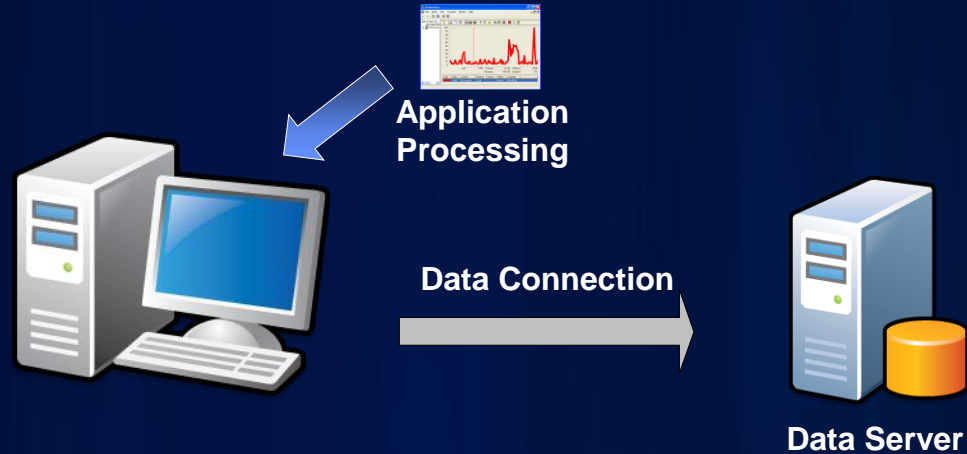 Application
Processing
Data Connection
Data Server